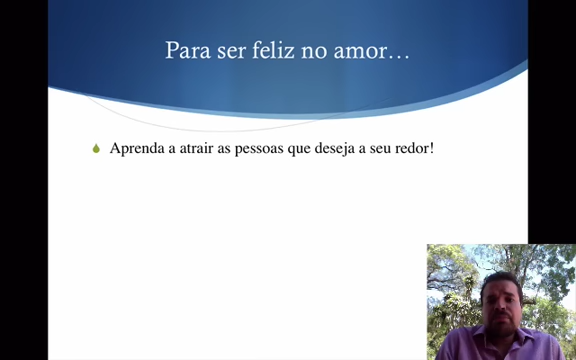 Para ser feliz no amor…
Aprenda a atrair as pessoas que deseja a seu redor!